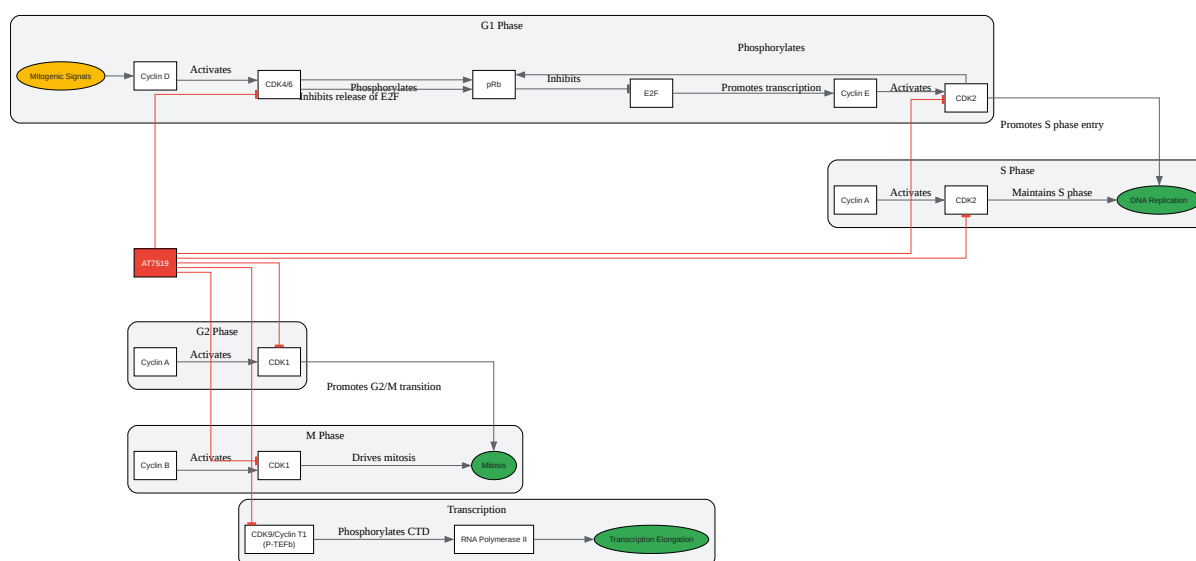 G1 Phase
Phosphorylates
Mitogenic Signals
Cyclin D
Activates
CDK4/6
Phosphorylates
Inhibits release of E2F
pRb
Inhibits
E2F
Promotes transcription
Cyclin E
Activates
CDK2
Promotes S phase entry
S Phase
Cyclin A
Activates
CDK2
Maintains S phase
DNA Replication
AT7519
G2 Phase
Cyclin A
Activates
CDK1
Promotes G2/M transition
M Phase
Cyclin B
Activates
CDK1
Drives mitosis
Mitosis
Transcription
CDK9/Cyclin T1
(P-TEFb)
Phosphorylates CTD
RNA Polymerase II
Transcription Elongation